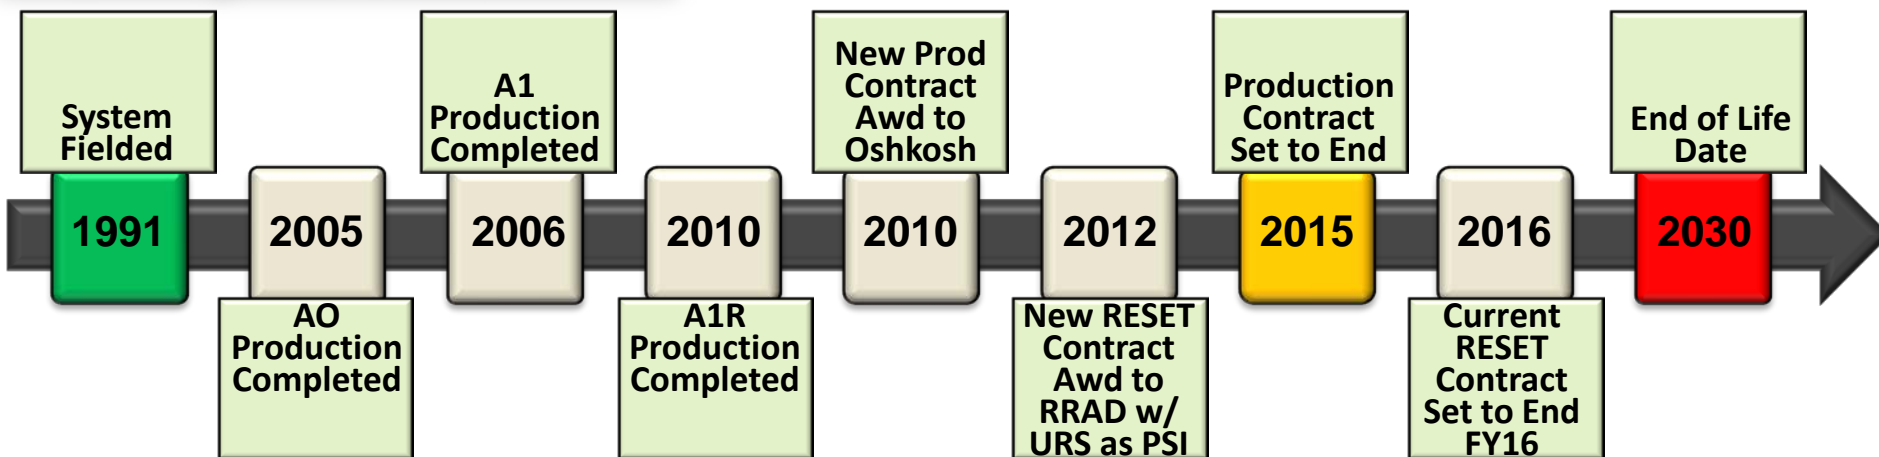 System
Fielded
1991
AO
Production
Completed
2005
A1
Production
Completed
2006
A1R
Production
Completed
2010
New Prod
Contract
Awd to
Oshkosh
2010
New RESET
Contract
Awd to
RRAD w/
URS as PSI
2012
Production
Contract
Set to End
2015
Current
RESET
Contract
Set to End
FY16
2016
End of Life
Date
2030